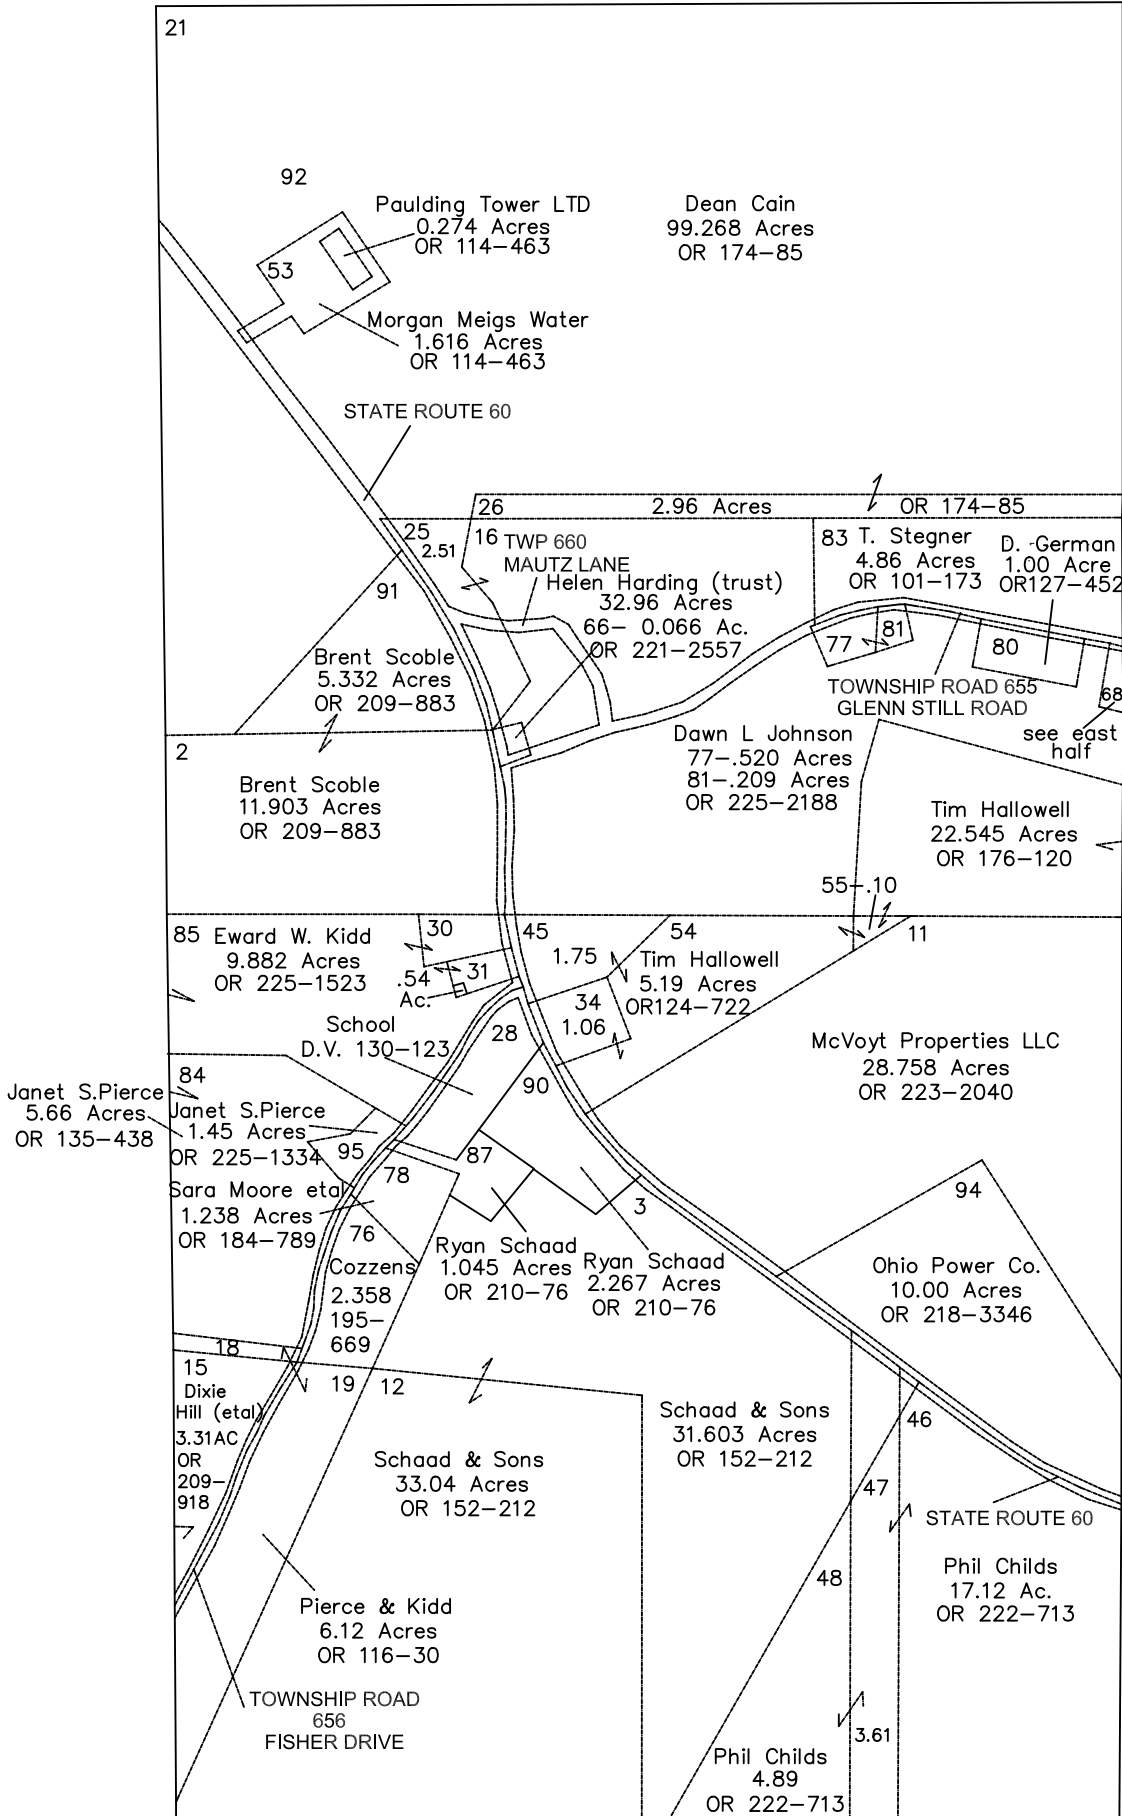 21
92
Paulding Tower LTD
0.274 Acres
OR 114-463
Dean Cain
99.268 Acres
OR 174-85
53
Morgan Meigs Water
1.616 Acres
OR 114-463
STATE ROUTE 60
26
2.96 Acres
OR 174-85
25
2.51
16
TWP 660
MAUTZ LANE
83
T. Stegner
4.86 Acres
OR 101-173
D. German
1.00 Acre
OR127-452
91
Helen Harding (trust)
32.96 Acres
66- 0.066 Ac.
OR 221-2557
77
81
80
68
Brent Scoble
5.332 Acres
OR 209-883
TOWNSHIP ROAD 655
GLENN STILL ROAD
see east
half
2
Brent Scoble
11.903 Acres
OR 209-883
Dawn L Johnson
77-.520 Acres
81-.209 Acres
OR 225-2188
Tim Hallowell
22.545 Acres
OR 176-120
55-.10
85
Eward W. Kidd
9.882 Acres
OR 225-1523
30
31
.54
Ac.
45
1.75
54
Tim Hallowell
5.19 Acres
OR124-722
11
34
1.06
School
D.V. 130-123
28
90
McVoyt Properties LLC
28.758 Acres
OR 223-2040
84
Janet S.Pierce
5.66 Acres
OR 135-438
Janet S.Pierce
1.45 Acres
OR 225-1334
95
78
87
Sara Moore etal
1.238 Acres
OR 184-789
76
3
94
Cozzens
2.358
195-
669
Ryan Schaad
1.045 Acres
OR 210-76
Ryan Schaad
2.267 Acres
OR 210-76
Ohio Power Co.
10.00 Acres
OR 218-3346
18
15
19
12
Dixie
Hill (etal)
3.31AC
OR
209-
918
Schaad & Sons
33.04 Acres
OR 152-212
Schaad & Sons
31.603 Acres
OR 152-212
46
47
STATE ROUTE 60
48
Phil Childs
17.12 Ac.
OR 222-713
Pierce & Kidd
6.12 Acres
OR 116-30
TOWNSHIP ROAD
656
FISHER DRIVE
3.61
Phil Childs
4.89
OR 222-713